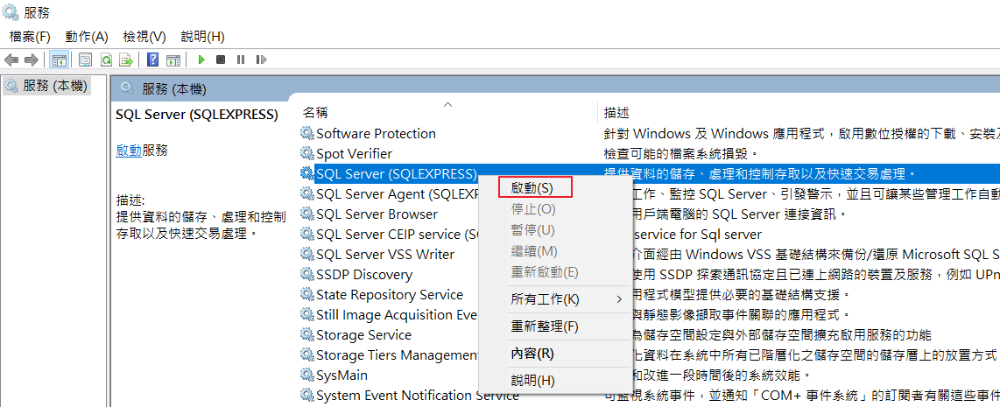 服務
檔案(F) 動作(A) 檢視(V) 說明(H)
服務 (本機)
服務 (本機)
SQL Server (SQLEXPRESS)
啟動服務
描述:
提供資料的儲存、處理和控制
存取以及快速交易處理。
名稱 描述
Software Protection 針對 Windows 及 Windows 應用程式，啟用數位授權的下載、安裝及
Spot Verifier 檢查可能的檔案系統損毀。
SQL Server (SQLEXPRESS) 提供資料的儲存、處理和控制存取以及快速交易處理。
SQL Server Agent (SQLEXP 工作、監控 SQL Server、引發警示，並且可讓某些管理工作自動
SQL Server Browser 用戶端電腦的 SQL Server 連接資訊。
SQL Server CEIP service (SQ service for Sql server
SQL Server VSS Writer 介面經由 Windows VSS 基礎結構來備份/還原 Microsoft SQL S
SSDP Discovery 使用 SSDP 探索通訊協定且已連上網路的裝置及服務，例如 UPn
State Repository Service 用程式模型提供必要的基礎結構支援。
Still Image Acquisition Eve 與靜態影像擷取事件關聯的應用程式。
Storage Service 為儲存空間設定與外部儲存空間擴充啟用服務的功能
Storage Tiers Management 化資料在系統中所有已階層化之儲存空間的儲存層上的放置方式
SysMain 和改進一段時間後的系統效能。
System Event Notification Service 可監視系統事件，並通知「COM+ 事件系統」的訂閱者有關這些事件
啟動(S)
停止(O)
暫停(U)
繼續(M)
重新啟動(E)
所有工作(K)
重新整理(F)
內容(R)
說明(H)